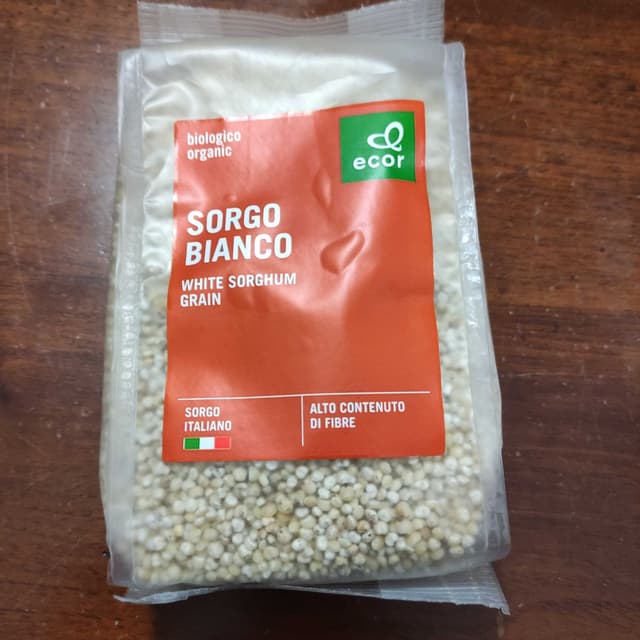 biologico
organic
ecor
SORGO
BIANCO
WHITE SORGHUM
GRAIN
SORGO
ITALIANO
ALTO CONTENUTO
DI FIBRE